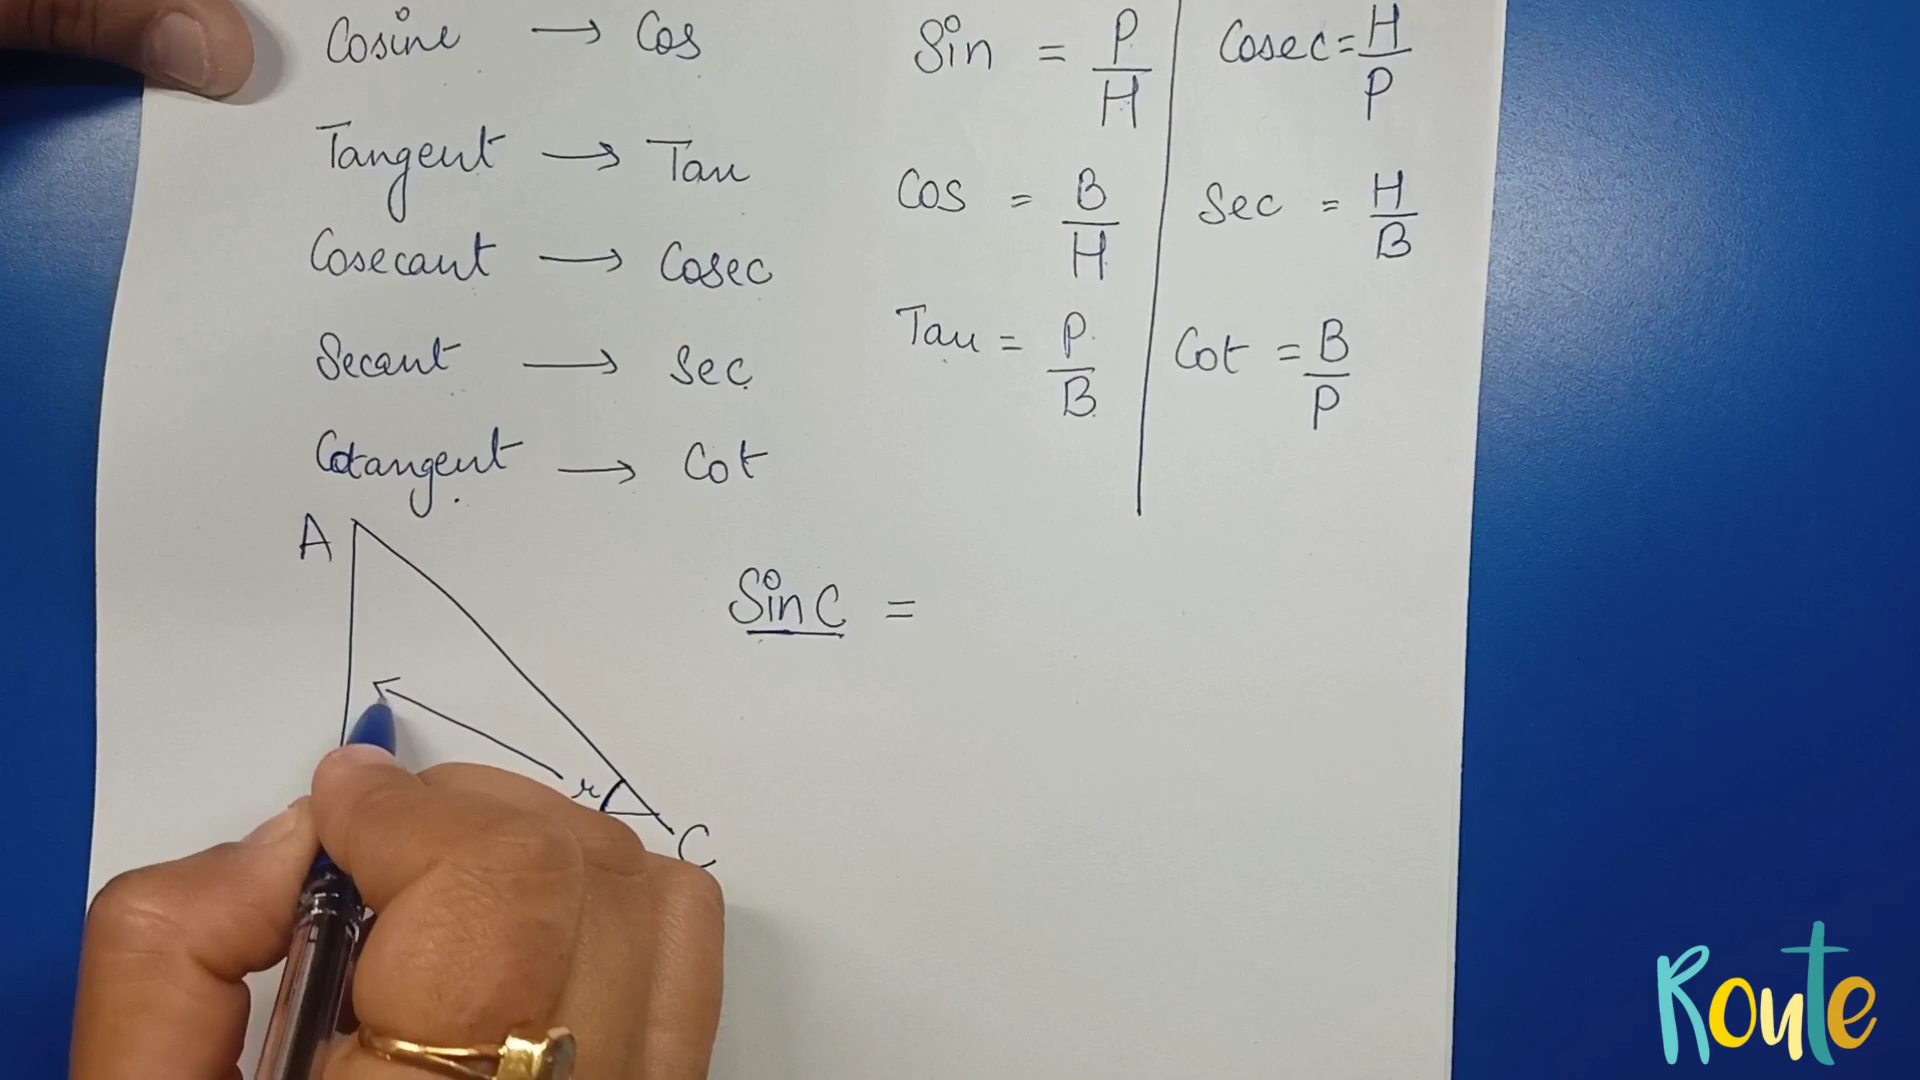 Cosine → Cos
Tangent → Tan
Cosecant → Cosec
Secant → Sec
Cotangent → Cot
Sin = P/H
Cos = B/H
Tan = P/B
Cosec = H/P
Sec = H/B
Cot = B/P
A
C
Sin C =
Route